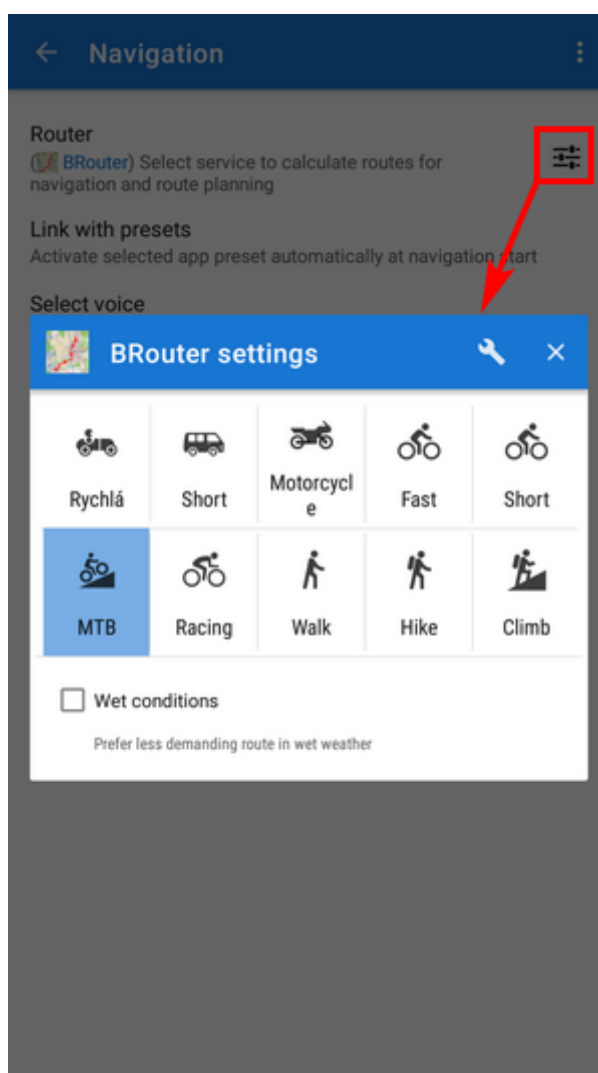 Navigation
Router
(BRouter) Select service to calculate routes for
navigation and route planning
Link with presets
Activate selected app preset automatically at navigation start
Select voice
BRouter settings
Rychlá
Short
Motorcycl
e
Fast
Short
MTB
Racing
Walk
Hike
Climb
Wet conditions
Prefer less demanding route in wet weather